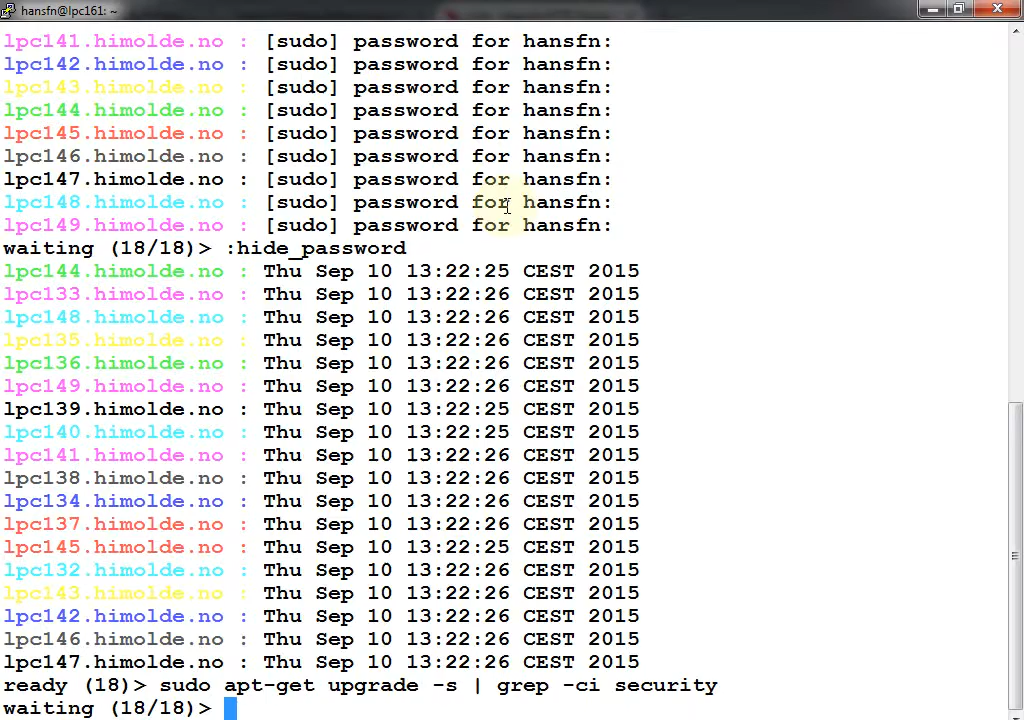 hansfn@lpc161: ~
lpc141.himolde.no : [sudo] password for hansfn:
lpc142.himolde.no : [sudo] password for hansfn:
lpc143.himolde.no : [sudo] password for hansfn:
lpc144.himolde.no : [sudo] password for hansfn:
lpc145.himolde.no : [sudo] password for hansfn:
lpc146.himolde.no : [sudo] password for hansfn:
lpc147.himolde.no : [sudo] password for hansfn:
lpc148.himolde.no : [sudo] password for hansfn:
lpc149.himolde.no : [sudo] password for hansfn:
waiting (18/18)> :hide_password
lpc144.himolde.no : Thu Sep 10 13:22:25 CEST 2015
lpc133.himolde.no : Thu Sep 10 13:22:26 CEST 2015
lpc148.himolde.no : Thu Sep 10 13:22:26 CEST 2015
lpc135.himolde.no : Thu Sep 10 13:22:26 CEST 2015
lpc136.himolde.no : Thu Sep 10 13:22:26 CEST 2015
lpc149.himolde.no : Thu Sep 10 13:22:26 CEST 2015
lpc139.himolde.no : Thu Sep 10 13:22:25 CEST 2015
lpc140.himolde.no : Thu Sep 10 13:22:25 CEST 2015
lpc141.himolde.no : Thu Sep 10 13:22:26 CEST 2015
lpc138.himolde.no : Thu Sep 10 13:22:26 CEST 2015
lpc134.himolde.no : Thu Sep 10 13:22:26 CEST 2015
lpc137.himolde.no : Thu Sep 10 13:22:26 CEST 2015
lpc145.himolde.no : Thu Sep 10 13:22:25 CEST 2015
lpc132.himolde.no : Thu Sep 10 13:22:26 CEST 2015
lpc143.himolde.no : Thu Sep 10 13:22:26 CEST 2015
lpc142.himolde.no : Thu Sep 10 13:22:26 CEST 2015
lpc146.himolde.no : Thu Sep 10 13:22:26 CEST 2015
lpc147.himolde.no : Thu Sep 10 13:22:26 CEST 2015
ready (18)> sudo apt-get upgrade -s | grep -ci security
waiting (18/18)>